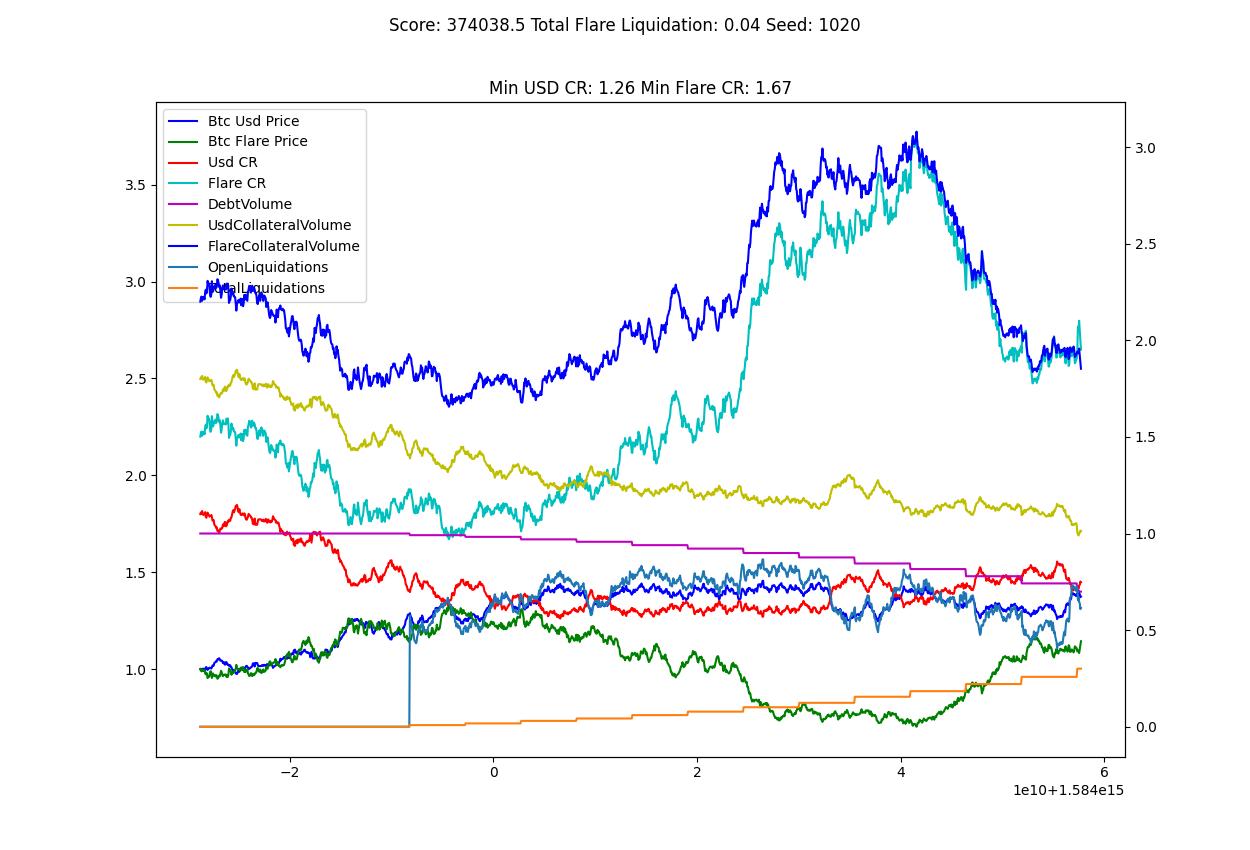 Score: 374038.5 Total Flare Liquidation: 0.04 Seed: 1020
Min USD CR: 1.26 Min Flare CR: 1.67
Btc Usd Price
Btc Flare Price
Usd CR
Flare CR
DebtVolume
UsdCollateralVolume
FlareCollateralVolume
OpenLiquidations
TotalLiquidations
3.5
3.0
2.5
2.0
1.5
1.0
3.0
2.5
2.0
1.5
1.0
0.5
0.0
−2
0
2
4
6
1e10+1.584e15